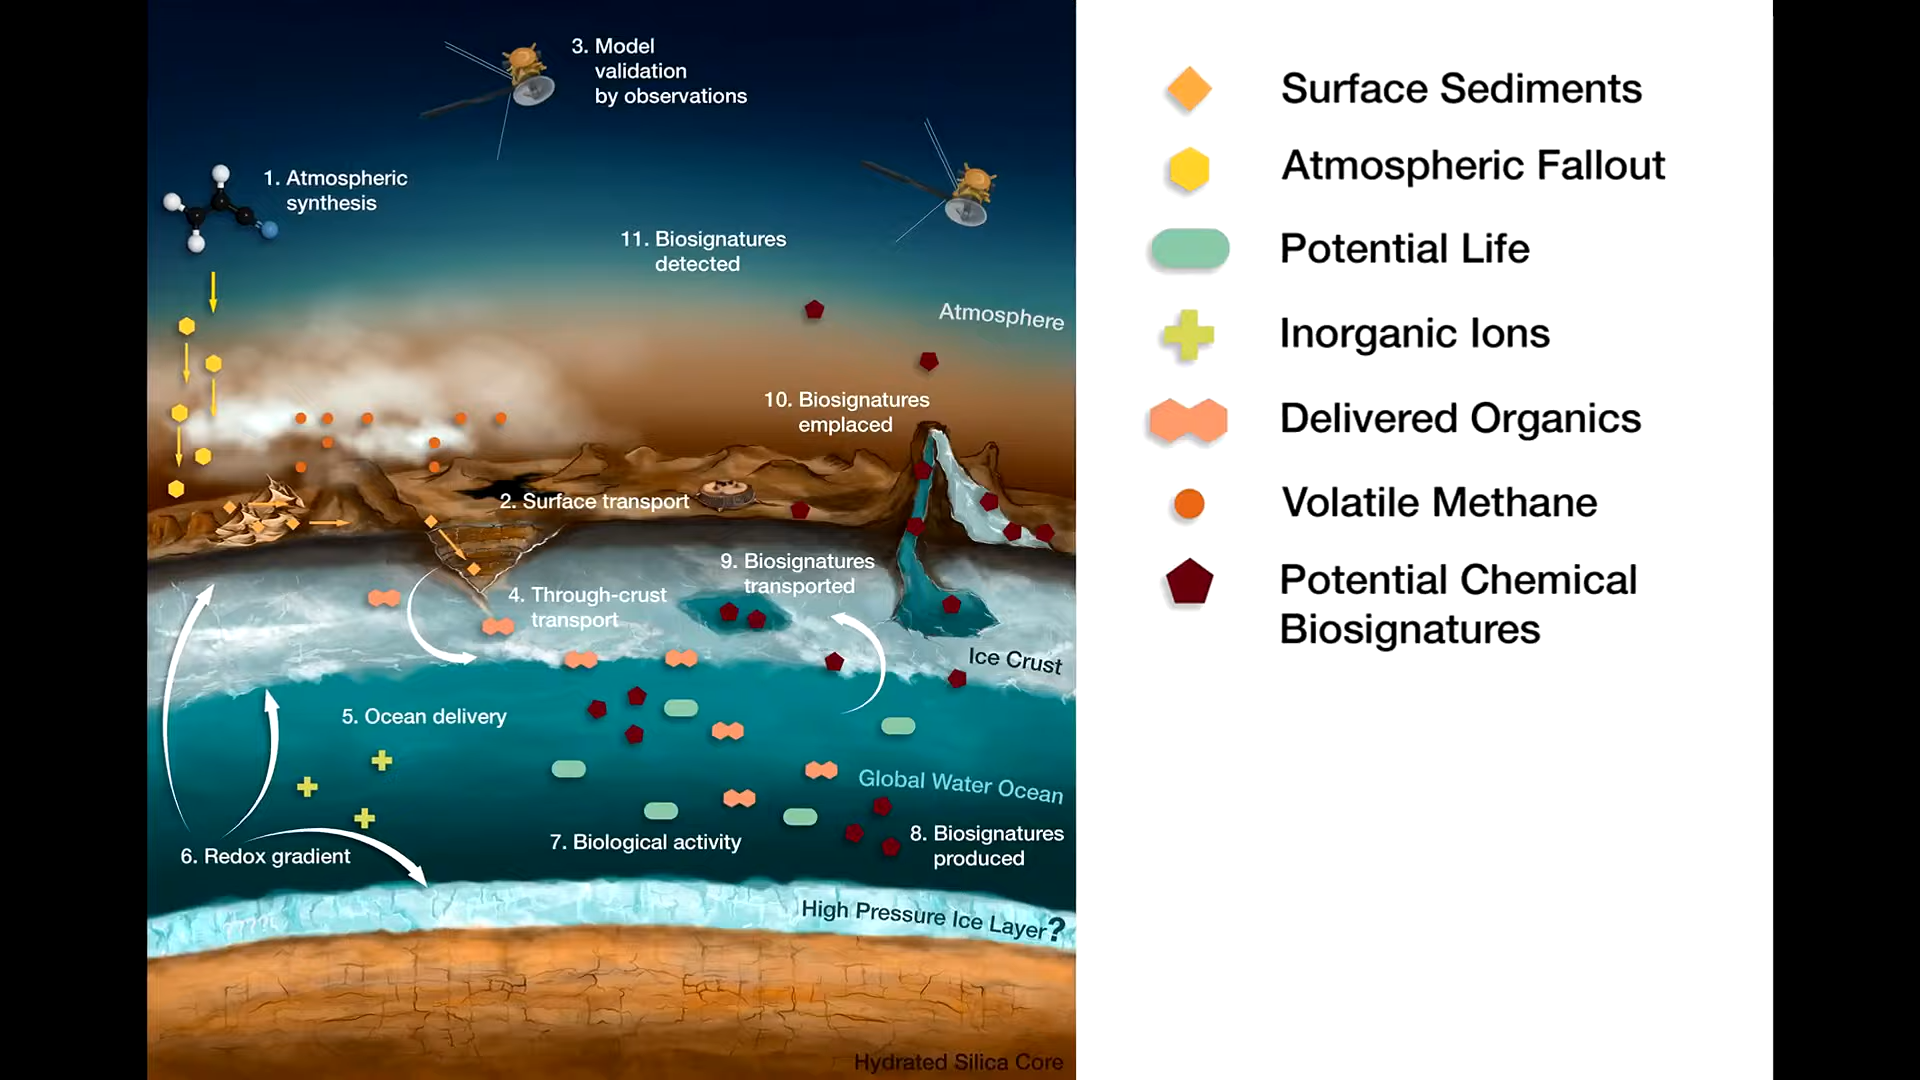 3. Model
validation
by observations
1. Atmospheric
synthesis
11. Biosignatures
detected
Atmosphere
10. Biosignatures
emplaced
2. Surface transport
9. Biosignatures
transported
4. Through-crust
transport
Ice Crust
5. Ocean delivery
Global Water Ocean
8. Biosignatures
produced
7. Biological activity
6. Redox gradient
High Pressure Ice Layer?
Hydrated Silica Core
Surface Sediments
Atmospheric Fallout
Potential Life
Inorganic Ions
Delivered Organics
Volatile Methane
Potential Chemical
Biosignatures